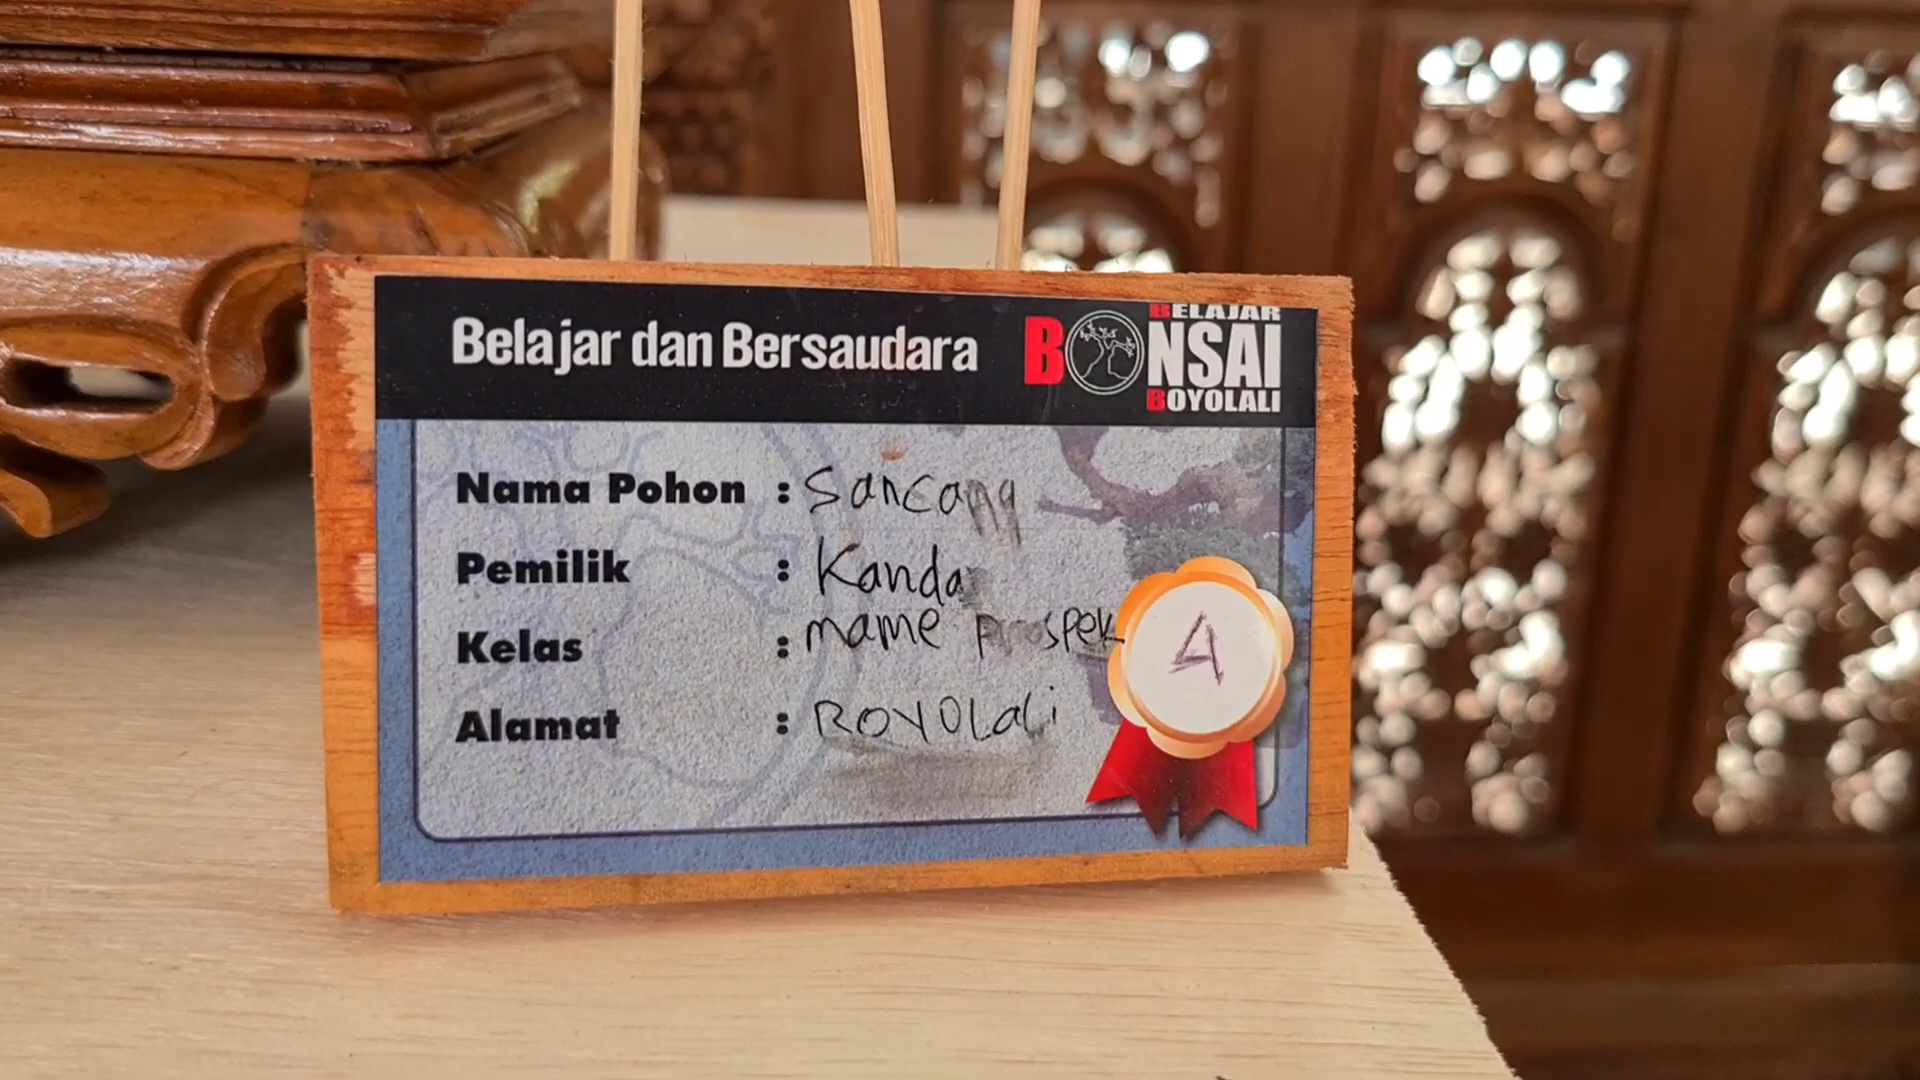 Belajar dan Bersaudara
BELAJAR
BONSAI
BOYOLALI
Nama Pohon : Sancang
Pemilik : Kanda
Kelas : mame prospek
Alamat : BOYOLALi
4